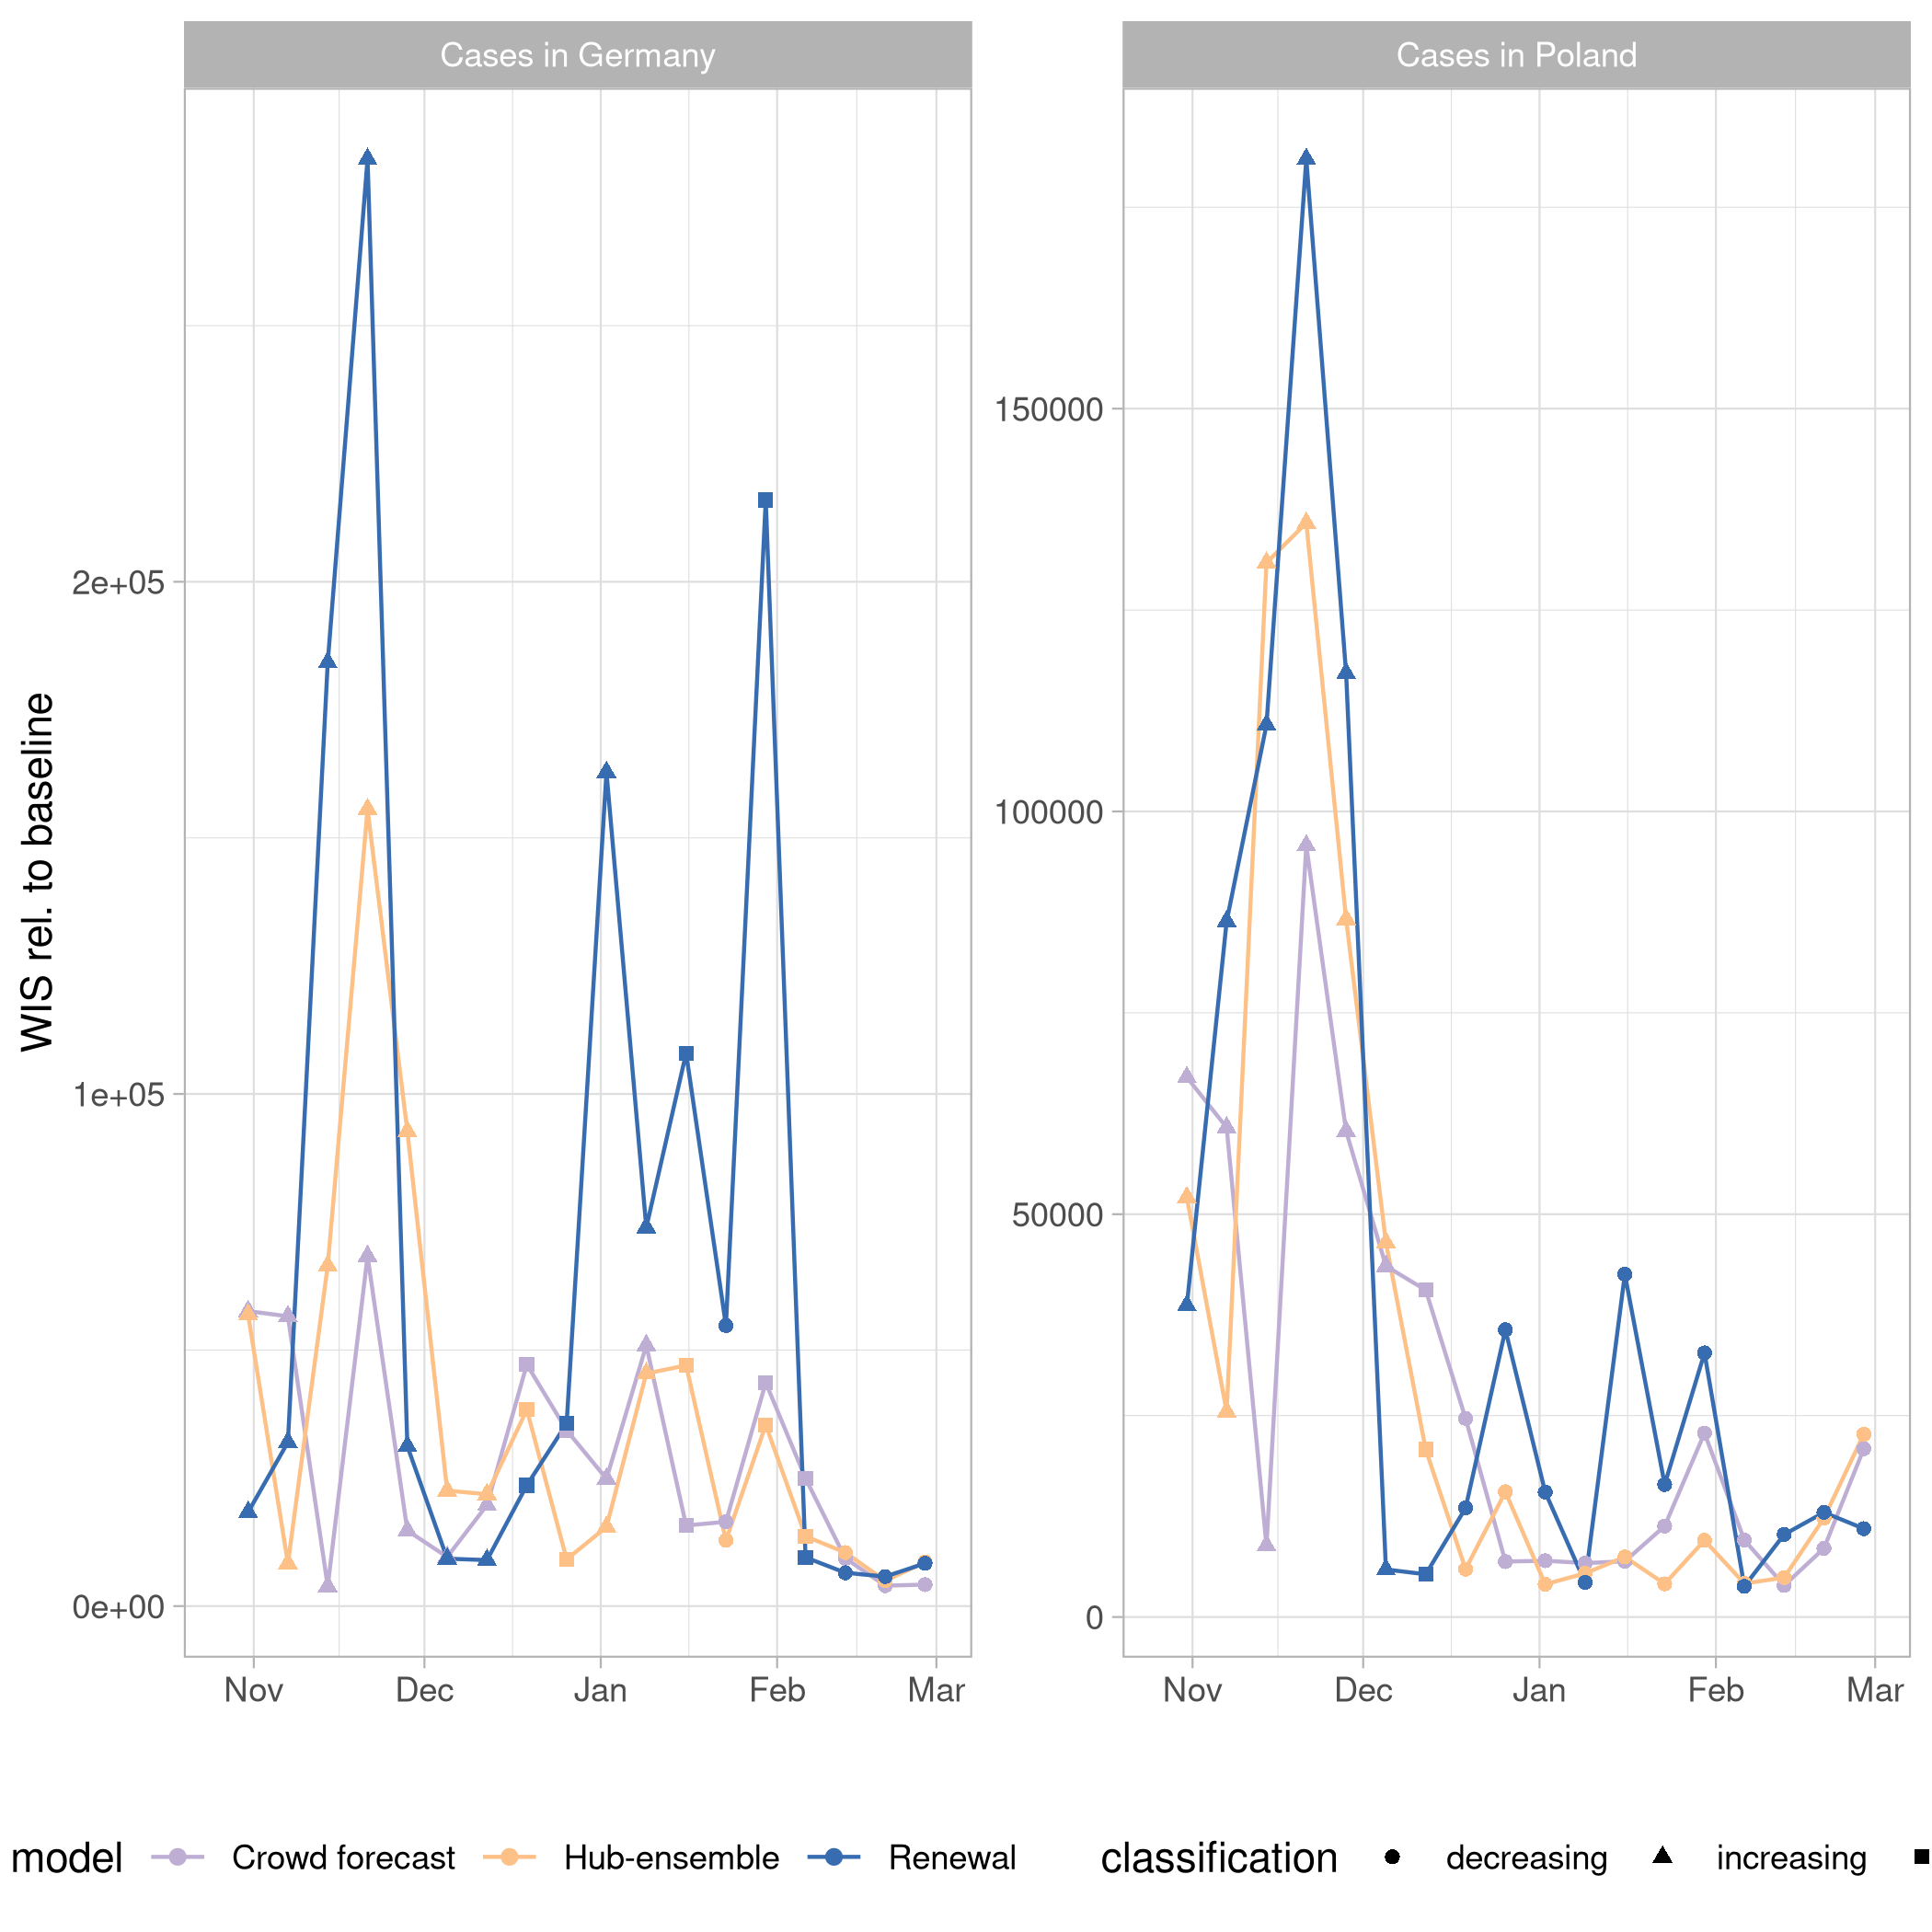 Cases in Germany
Cases in Poland
WIS rel. to baseline
2e+05
1e+05
0e+00
150000
100000
50000
0
Nov Dec Jan Feb Mar
Nov Dec Jan Feb Mar
model Crowd forecast Hub-ensemble Renewal classification decreasing increasing